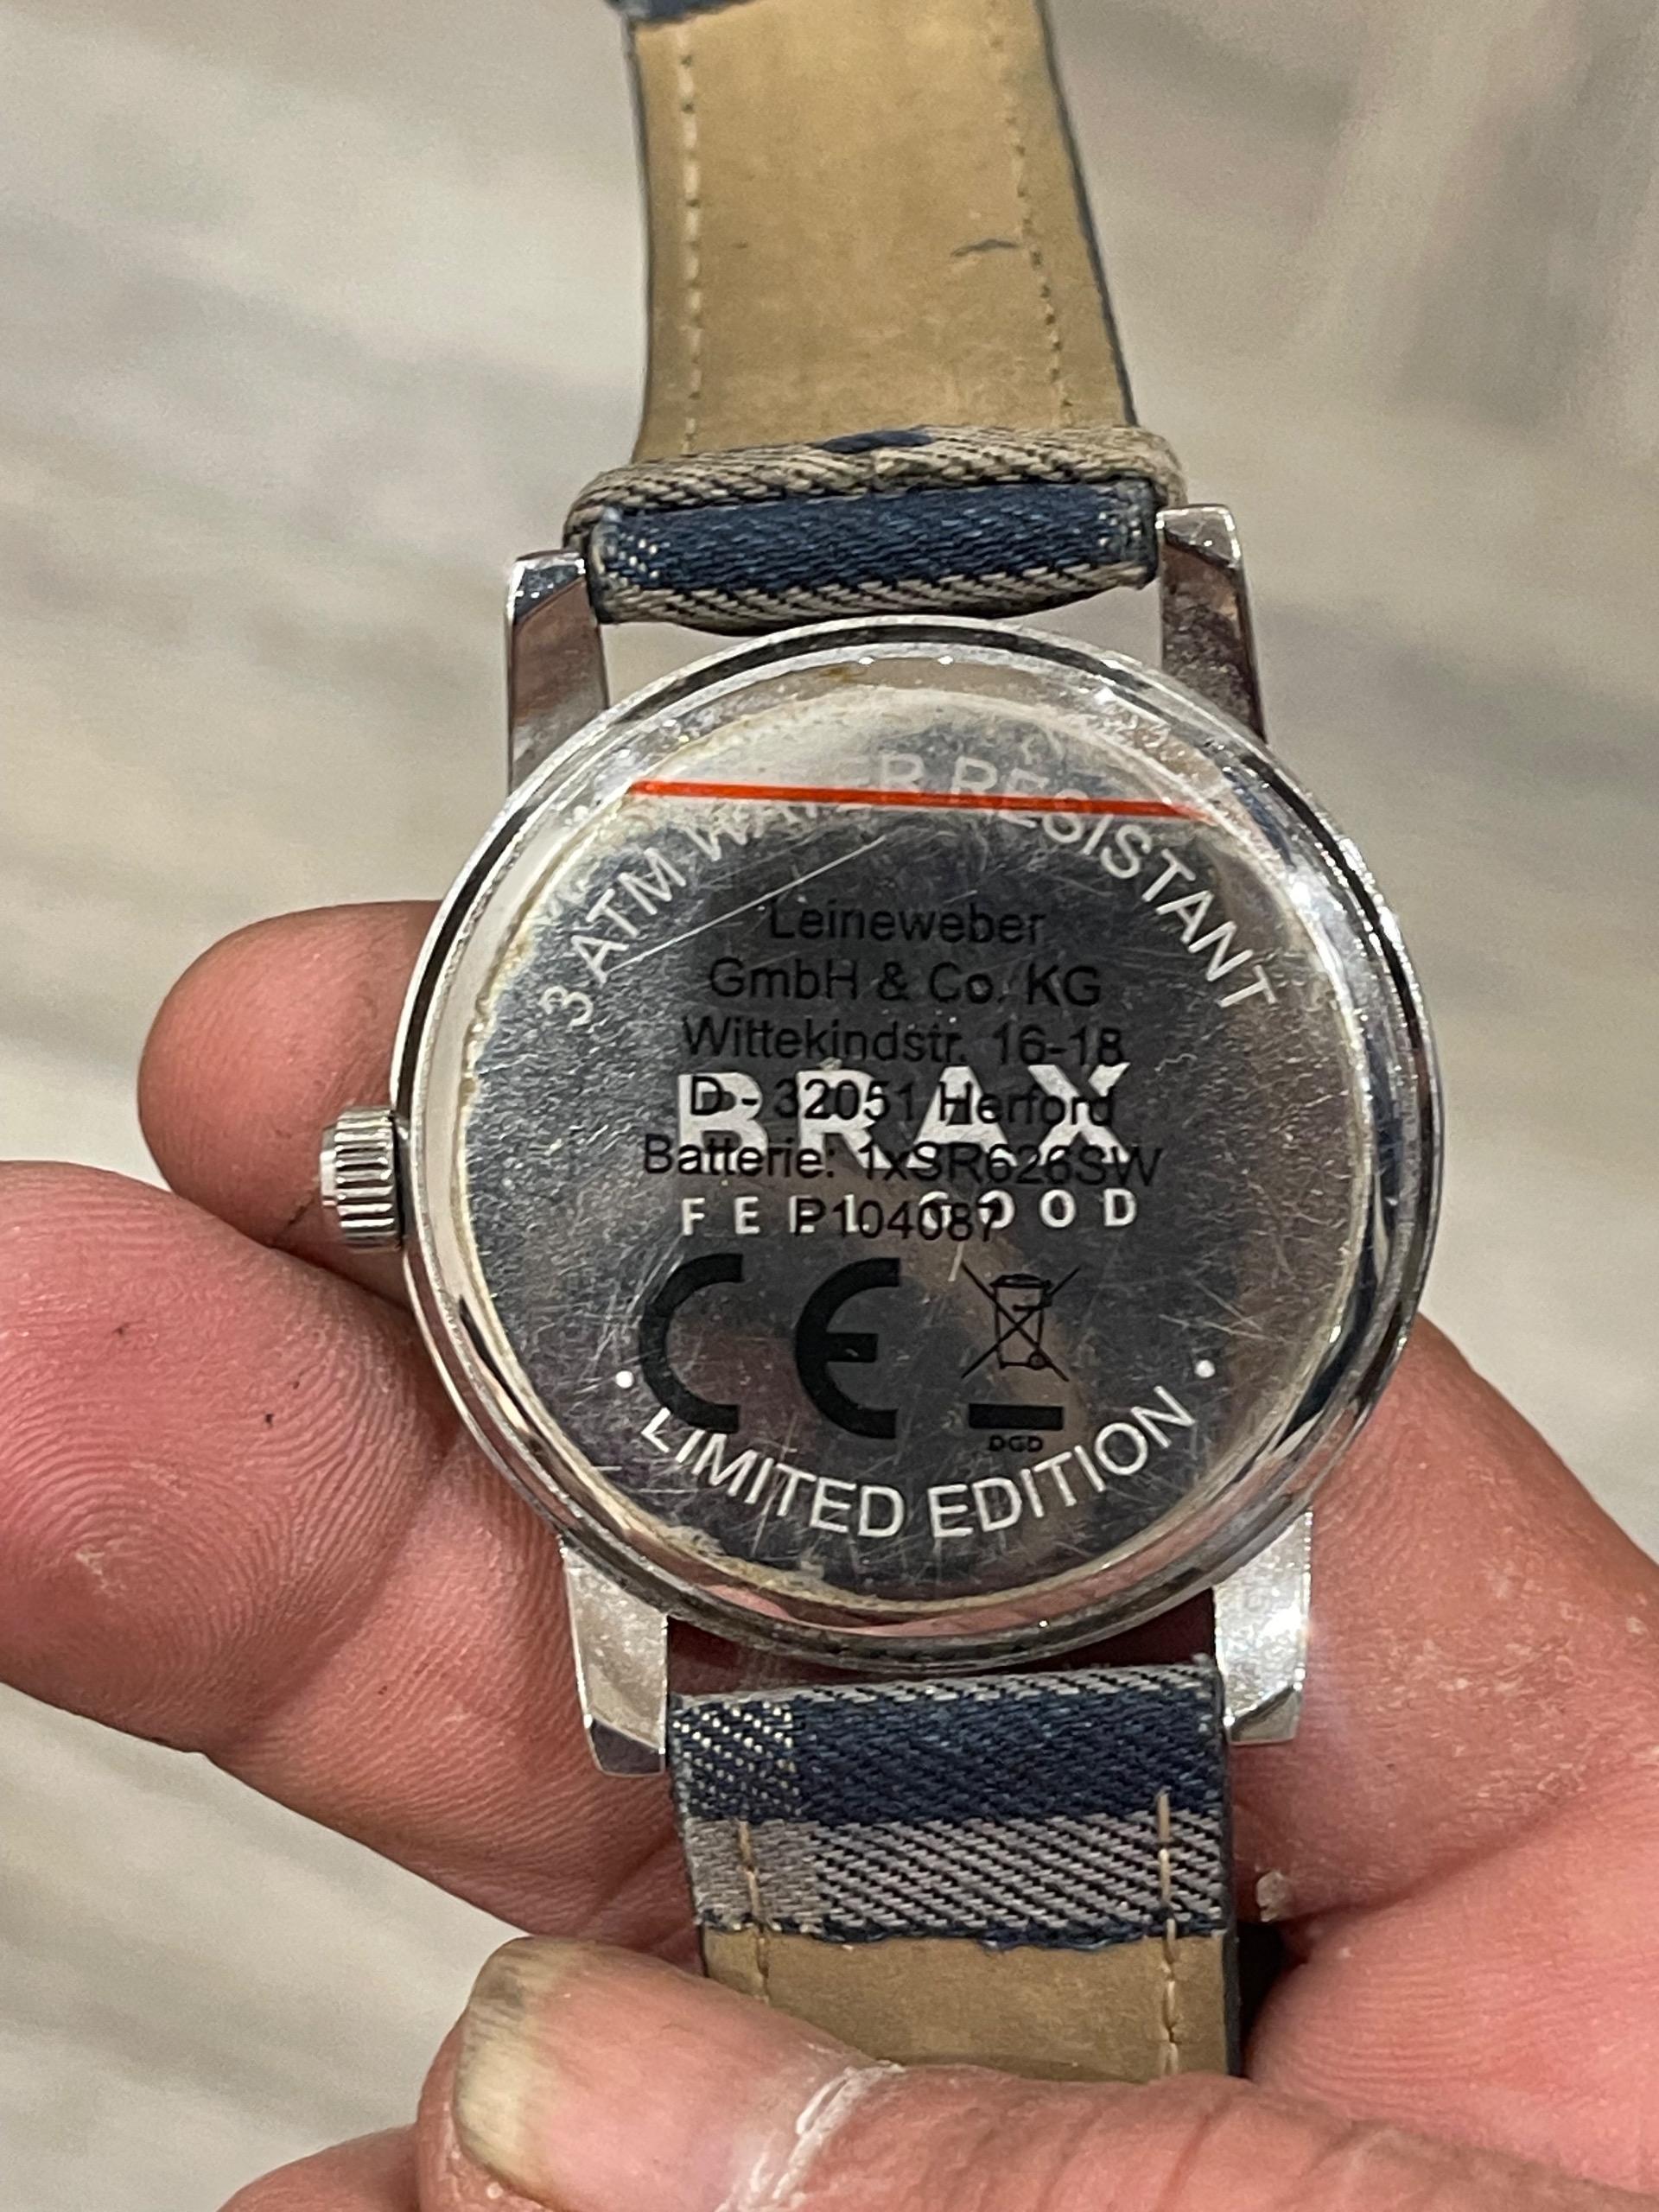 3 ATM WATER RESISTANT
Leineweber
GmbH & Co. KG
Wittekindstr. 16-18
BRAX
D - 32051 Herford
Batterie: 1xSR626SW
FEEL GOOD
P104087
CE
DGD
• LIMITED EDITION •